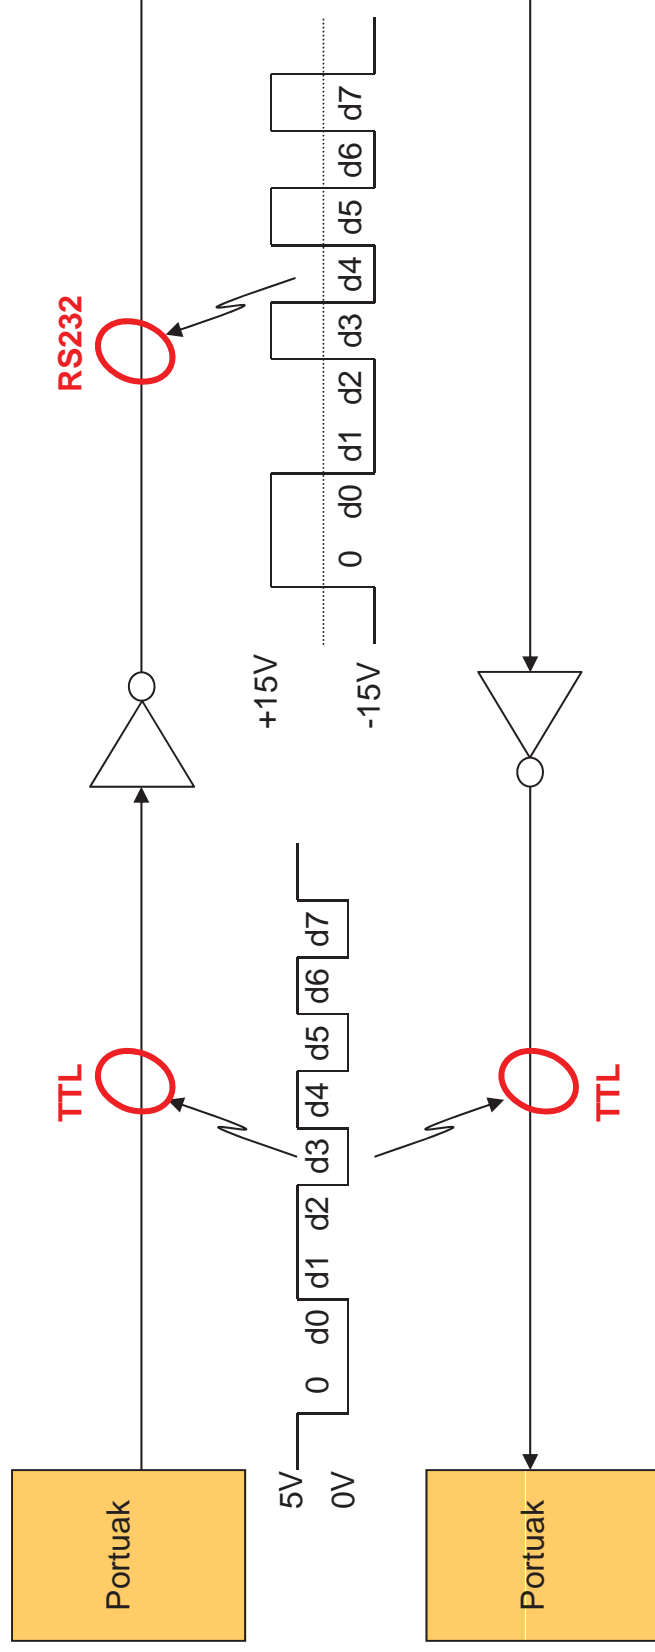 Portuak
TTL
RS232
5V
0V
0 d0 d1 d2 d3 d4 d5 d6 d7
+15V
-15V
0 d0 d1 d2 d3 d4 d5 d6 d7
Portuak
TTL